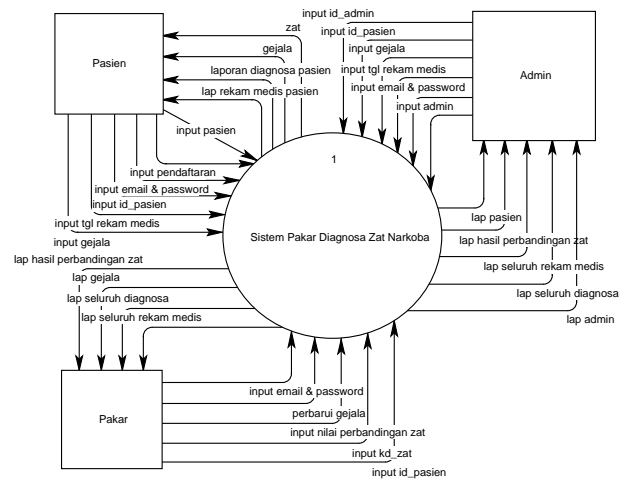 input id_admin
zat
input id_pasien
gejala
input gejala
Pasien
laporan diagnosa pasien
input tgl rekam medis
Admin
lap rekam medis pasien
input email & password
input admin
input pasien
1
input pendaftaran
input email & password
input id_pasien
lap pasien
input tgl rekam medis
Sistem Pakar Diagnosa Zat Narkoba
lap hasil perbandingan zat
input gejala
lap hasil perbandingan zat
lap seluruh rekam medis
lap gejala
lap seluruh diagnosa
lap seluruh diagnosa
lap seluruh rekam medis
lap admin
input email & password
perbarui gejala
Pakar
input nilai perbandingan zat
input kd_zat
input id_pasien